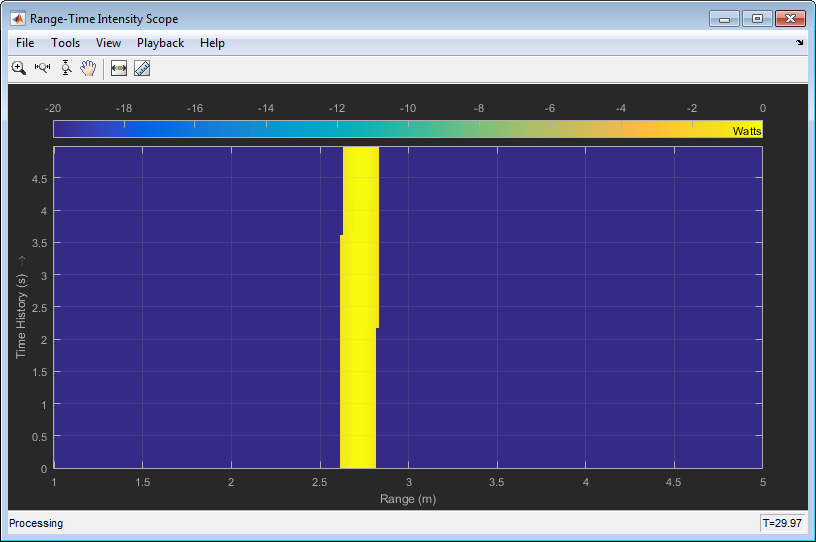 Range-Time Intensity Scope
File Tools View Playback Help
-20 -18 -16 -14 -12 -10 -8 -6 -4 -2 0
Watts
4.5
4
3.5
3
2.5
2
1.5
1
0.5
0
Time History (s) →
1 1.5 2 2.5 3 3.5 4 4.5 5
Range (m)
Processing T=29.97